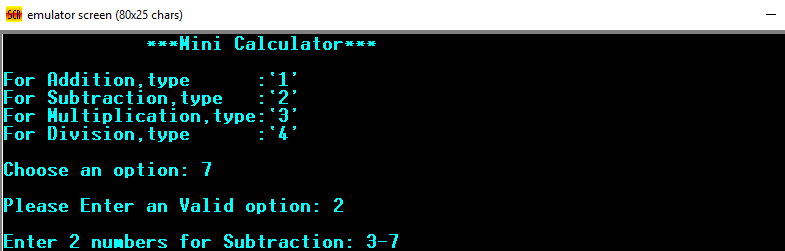 emulator screen (80x25 chars)
***Mini Calculator***
For Addition,type      :'1'
For Subtraction,type   :'2'
For Multiplication,type:'3'
For Division,type      :'4'
Choose an option: 7
Please Enter an Valid option: 2
Enter 2 numbers for Subtraction: 3-7